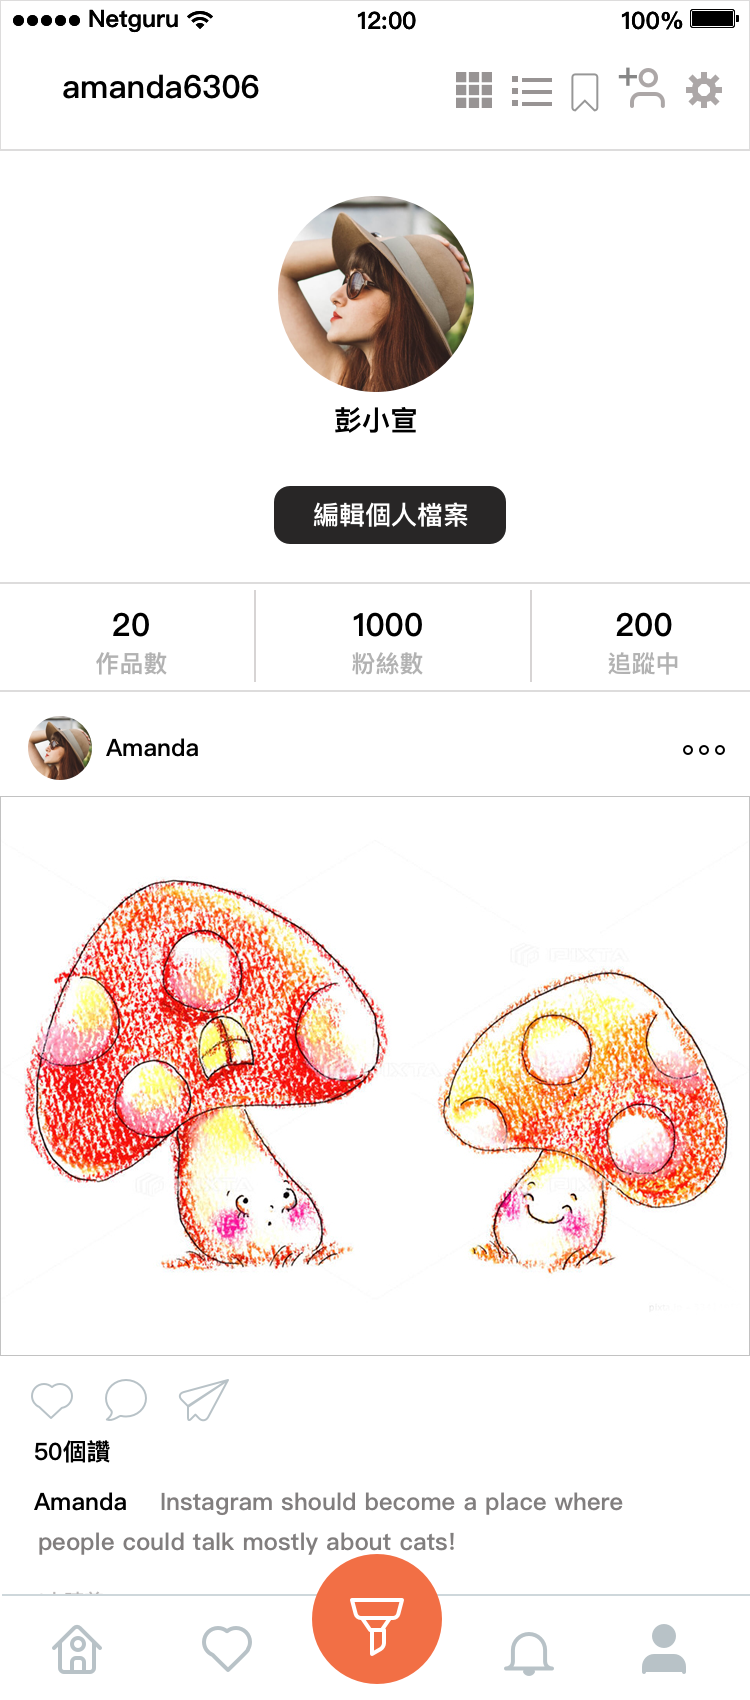 Netguru 12:00 100%
amanda6306
彭小宣
編輯個人檔案
20 1000 200
作品數 粉絲數 追蹤中
Amanda
PIXTA
50個讚
Amanda Instagram should become a place where
people could talk mostly about cats!